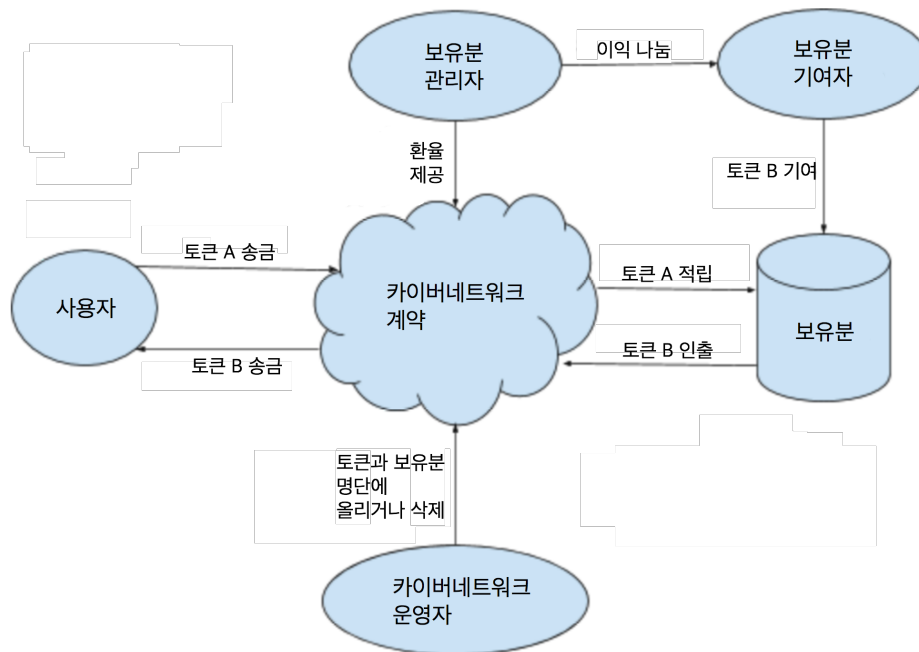 보유분
관리자
이익 나눔
보유분
기여자
환율
제공
토큰 B 기여
토큰 A 송금
사용자
카이버네트워크
계약
토큰 A 적립
보유분
토큰 B 송금
토큰 B 인출
토큰과 보유분
명단에
올리거나 삭제
카이버네트워크
운영자